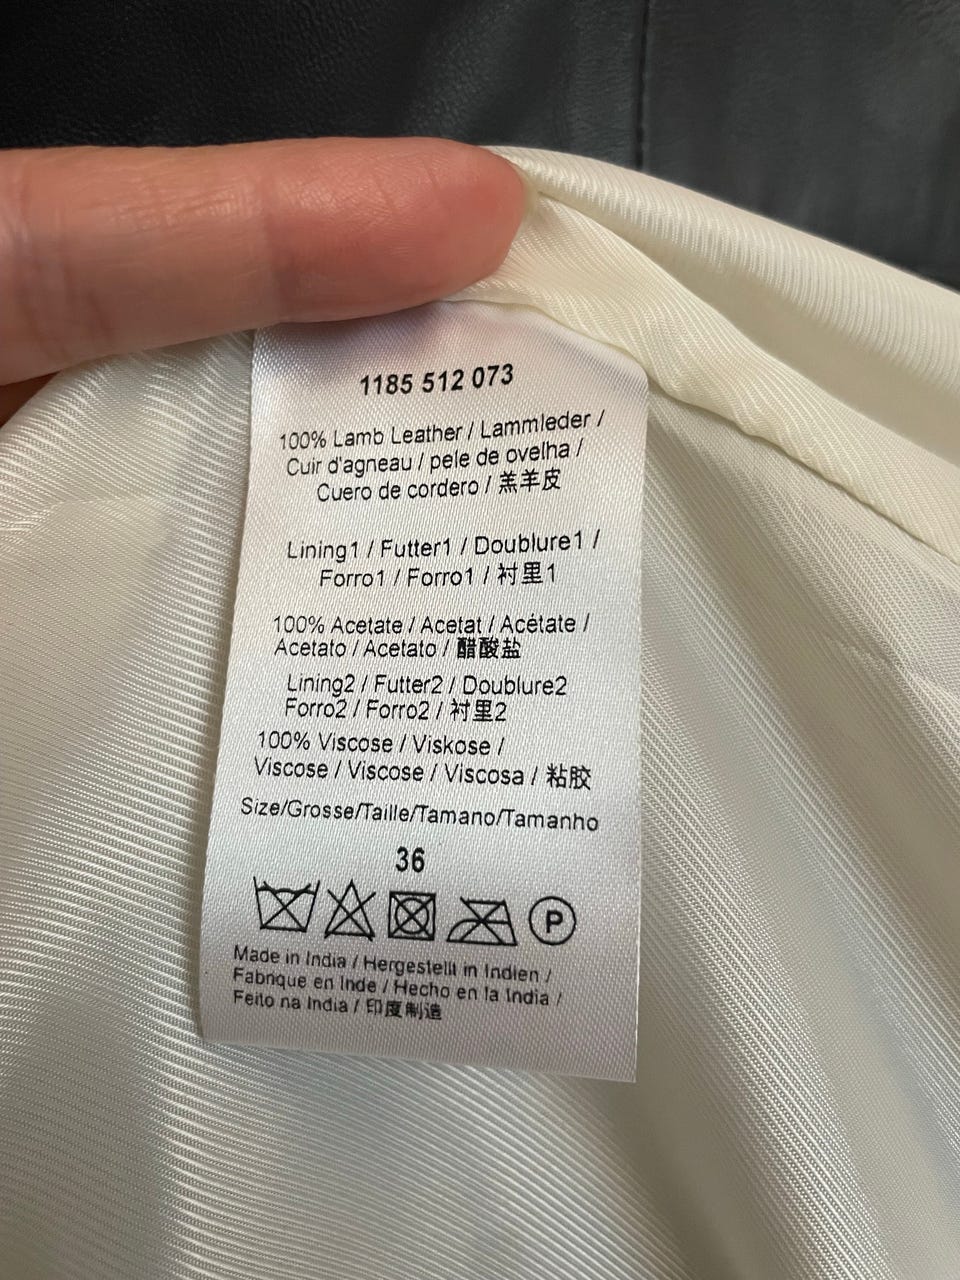 1185 512 073
100% Lamb Leather / Lammleder /
Cuir d'agneau / pele de ovelha /
Cuero de cordero / 羔羊皮
Lining1 / Futter1 / Doublure1 /
Forro1 / Forro1 / 衬里1
100% Acetate / Acetat / Acétate /
Acetato / Acetato / 醋酸盐
Lining2 / Futter2 / Doublure2
Forro2 / Forro2 / 衬里2
100% Viscose / Viskose /
Viscose / Viscose / Viscosa / 粘胶
Size/Grosse/Taille/Tamano/Tamanho
36
P
Made in India / Hergestellt in Indien /
Fabrique en Inde / Hecho en la India /
Feito na India / 印度制造